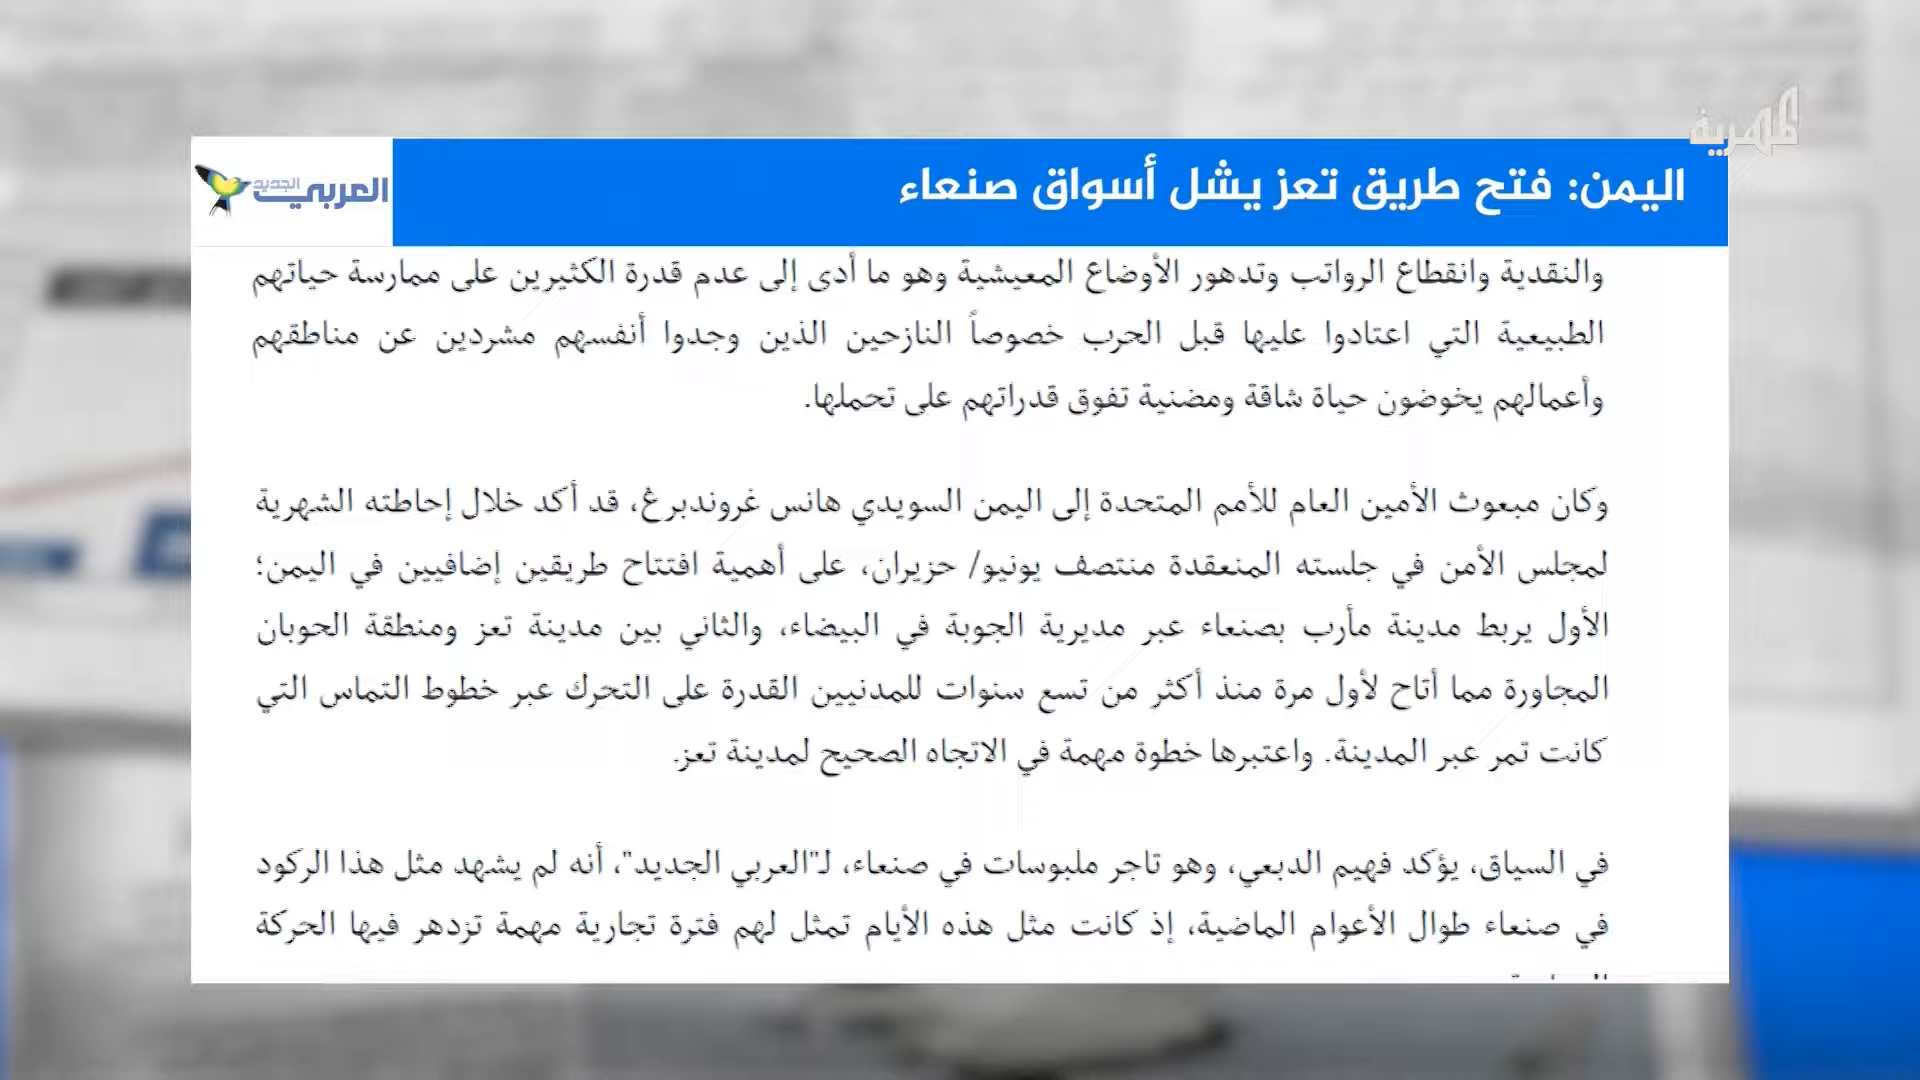 المهرية
اليمن: فتح طريق تعز يشل أسواق صنعاء
العربي الجديد
والنقدية وانقطاع الرواتب وتدهور الأوضاع المعيشية وهو ما أدى إلى عدم قدرة الكثيرين على ممارسة حياتهم
الطبيعية التي اعتادوا عليها قبل الحرب خصوصاً النازحين الذين وجدوا أنفسهم مشردين عن مناطقهم
وأعمالهم يخوضون حياة شاقة ومضنية تفوق قدراتهم على تحملها.
وكان مبعوث الأمين العام للأمم المتحدة إلى اليمن السويدي هانس غروندبرغ، قد أكد خلال إحاطته الشهرية
لمجلس الأمن في جلسته المنعقدة منتصف يونيو/ حزيران، على أهمية افتتاح طريقين إضافيين في اليمن؛
الأول يربط مدينة مأرب بصنعاء عبر مديرية الجوبة في البيضاء، والثاني بين مدينة تعز ومنطقة الحوبان
المجاورة مما أتاح لأول مرة منذ أكثر من تسع سنوات للمدنيين القدرة على التحرك عبر خطوط التماس التي
كانت تمر عبر المدينة. واعتبرها خطوة مهمة في الاتجاه الصحيح لمدينة تعز.
في السياق، يؤكد فهيم الدبعي، وهو تاجر ملبوسات في صنعاء، لـ"العربي الجديد"، أنه لم يشهد مثل هذا الركود
في صنعاء طوال الأعوام الماضية، إذ كانت مثل هذه الأيام تمثل لهم فترة تجارية مهمة تزدهر فيها الحركة